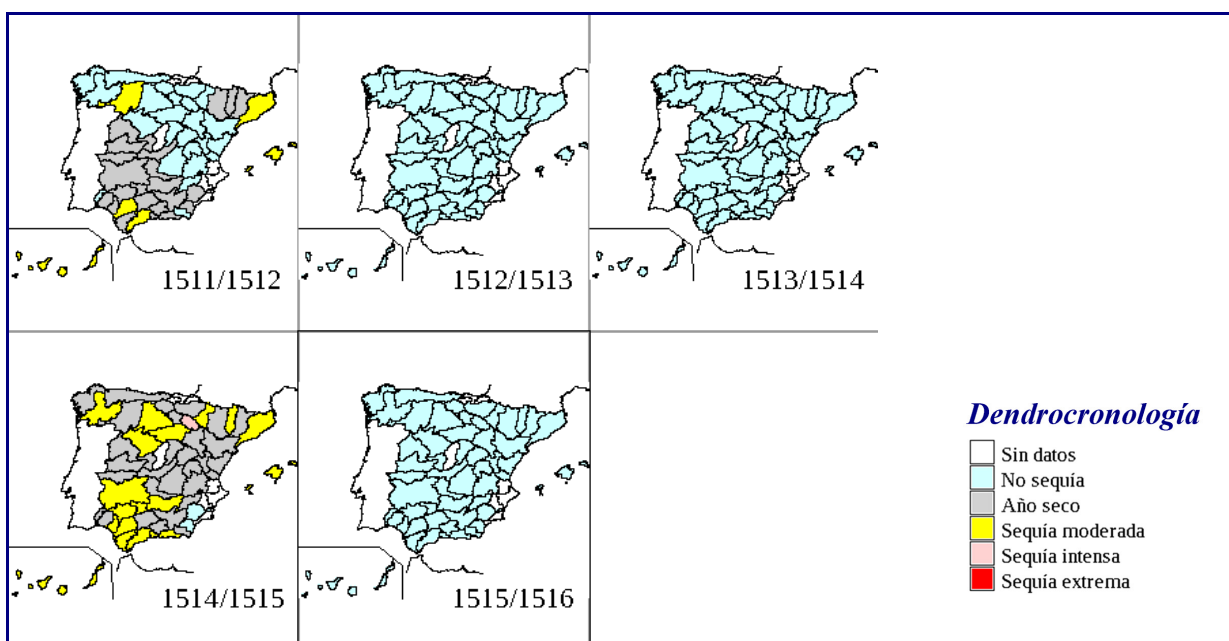 1511/1512
1512/1513
1513/1514
1514/1515
1515/1516
Dendrocronología
Sin datos
No sequía
Año seco
Sequía moderada
Sequía intensa
Sequía extrema